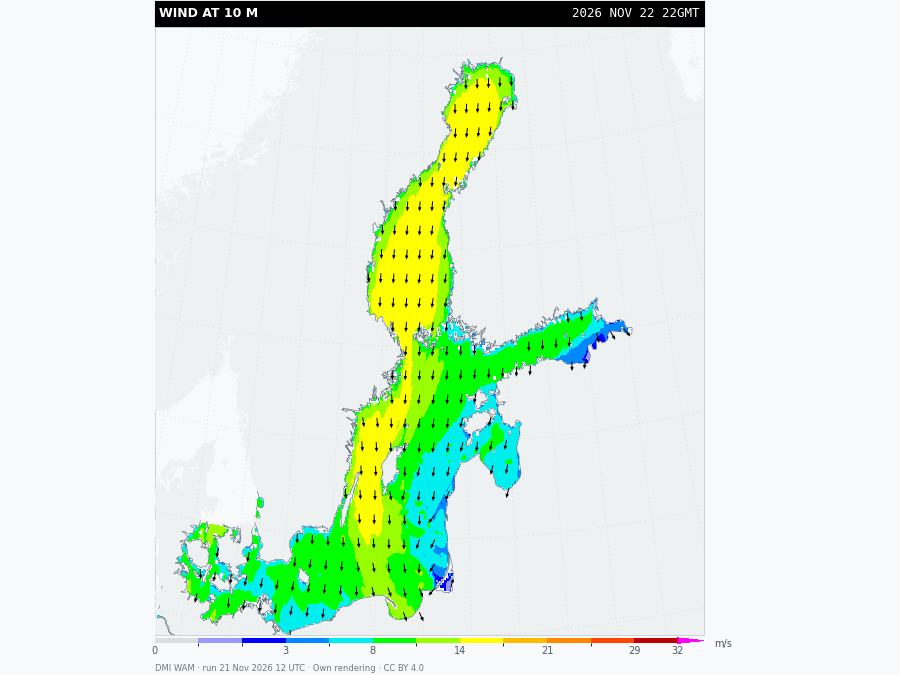 WIND AT 10 M 2026 NOV 22 22GMT
0 3 8 14 21 29 32 m/s
DMI WAM · run 21 Nov 2026 12 UTC · Own rendering · CC BY 4.0